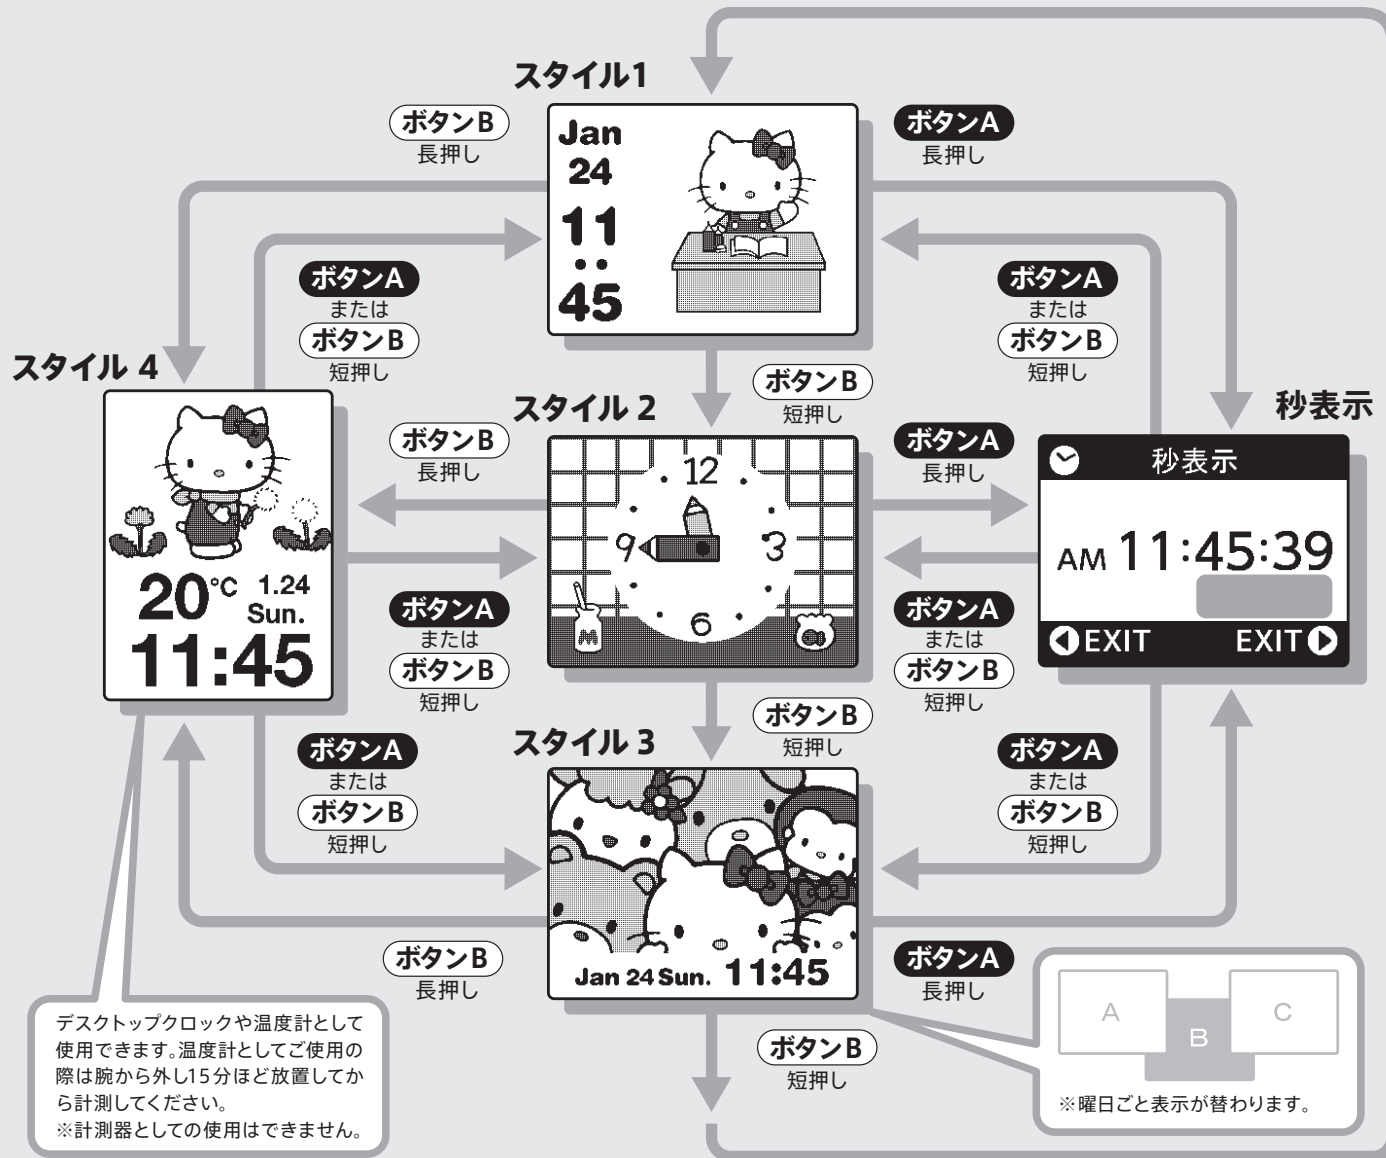 スタイル1
ボタンB
長押し
Jan
24
11
:
45
ボタンA
長押し
ボタンA
または
ボタンB
短押し
ボタンA
または
ボタンB
短押し
スタイル 4
20°C 1.24
Sun.
11:45
ボタンB
短押し
スタイル 2
ボタンB
長押し
12
9
3
6
ボタンA
長押し
秒表示
秒表示
AM 11:45:39
EXIT EXIT
ボタンA
または
ボタンB
短押し
ボタンA
または
ボタンB
短押し
ボタンB
短押し
スタイル 3
ボタンA
または
ボタンB
短押し
Jan 24 Sun. 11:45
ボタンA
または
ボタンB
短押し
ボタンB
長押し
ボタンA
長押し
ボタンB
短押し
デスクトップクロックや温度計として
使用できます。温度計としてご使用の
際は腕から外し15分ほど放置してか
ら計測してください。
※計測器としての使用はできません。
A
B
C
※曜日ごと表示が替わります。